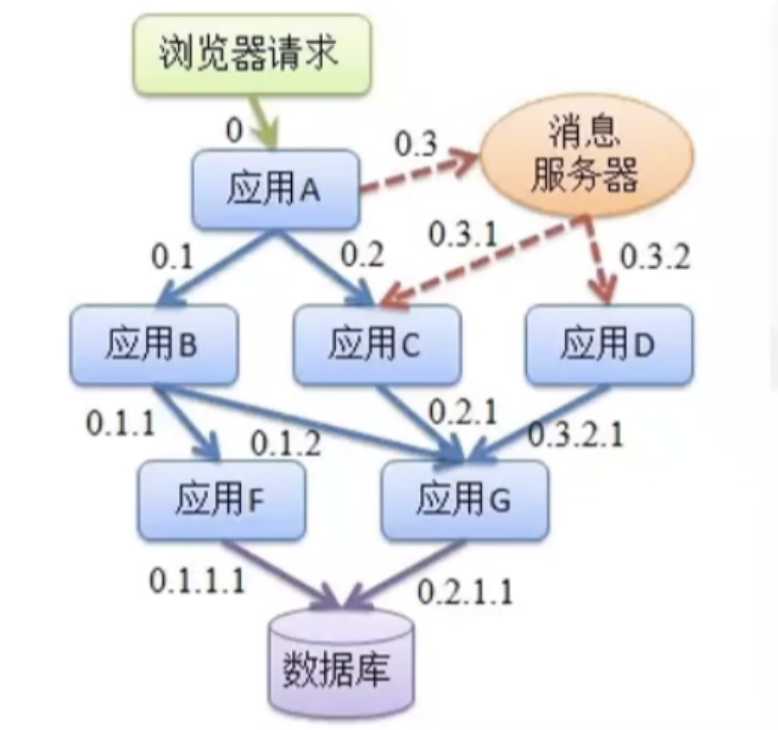 浏览器请求
0
应用A
0.3
消息
服务器
0.1
0.2
0.3.1
0.3.2
应用B
应用C
应用D
0.1.1
0.1.2
0.2.1
0.3.2.1
应用F
应用G
0.1.1.1
0.2.1.1
数据库